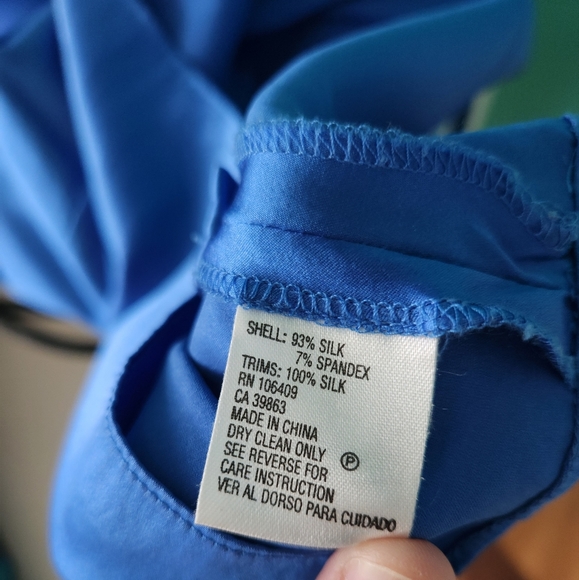 SHELL: 93% SILK
7% SPANDEX
TRIMS: 100% SILK
RN 106409
CA 39863
MADE IN CHINA
DRY CLEAN ONLY Ⓟ
SEE REVERSE FOR
CARE INSTRUCTION
VER AL DORSO PARA CUIDADO